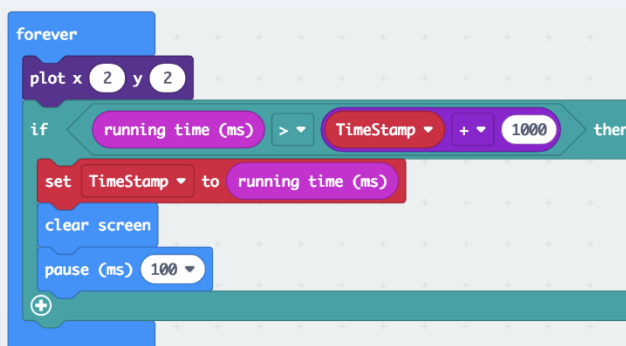 forever
plot x 2 y 2
if running time (ms) > TimeStamp + 1000 then
set TimeStamp to running time (ms)
clear screen
pause (ms) 100